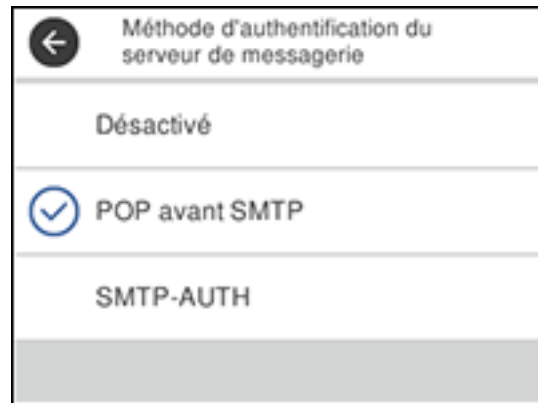 Méthode d'authentification du
serveur de messagerie
Désactivé
POP avant SMTP
SMTP-AUTH